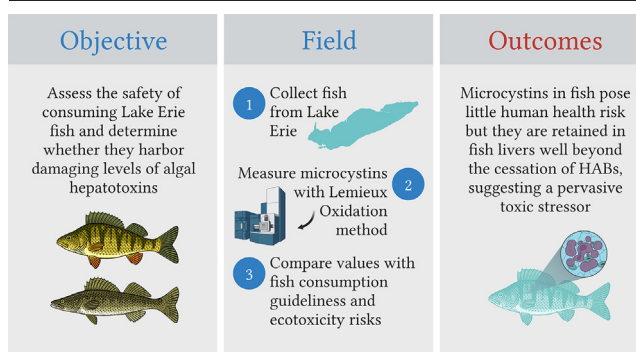 Objective
Assess the safety of
consuming Lake Erie
fish and determine
whether they harbor
damaging levels of algal
hepatotoxins
Field
1
Collect fish
from Lake
Erie
Measure microcystins
with Lemieux
Oxidation
method
2
3
Compare values with
fish consumption
guideliness and
ecotoxicity risks
Outcomes
Microcystins in fish pose
little human health risk
but they are retained in
fish livers well beyond
the cessation of HABs,
suggesting a pervasive
toxic stressor